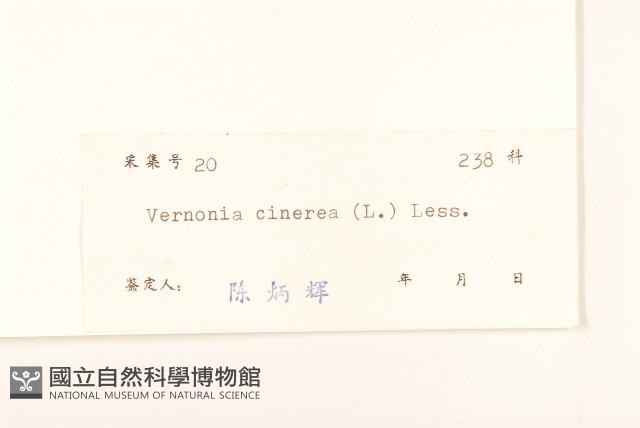 采集号 20 238 科
Vernonia cinerea (L.) Less.
鉴定人: 陈炳辉 年 月 日
國立自然科學博物館
NATIONAL MUSEUM OF NATURAL SCIENCE